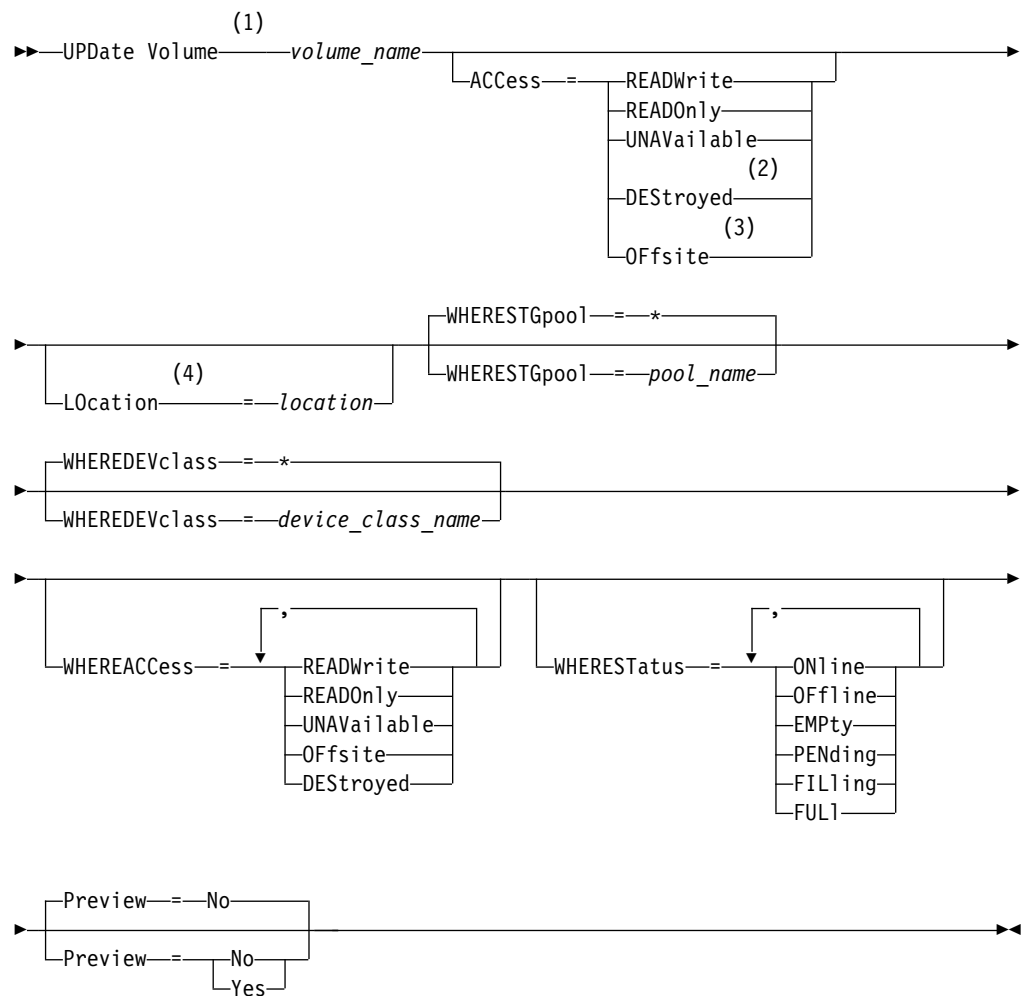 (1)
UPDate Volume volume_name
ACCess = READWrite
READOnly
UNAVailable
(2)
DEStroyed
(3)
OFfsite
WHERESTGpool = *
(4)
WHERESTGpool = pool_name
LOcation = location
WHEREDEVclass = *
WHEREDEVclass = device_class_name
, ,
WHEREACCess = READWrite WHERESTatus = ONline
READOnly OFfline
UNAVailable EMPty
OFfsite PENding
DEStroyed FILling
FULl
Preview = No
Preview = No
Yes